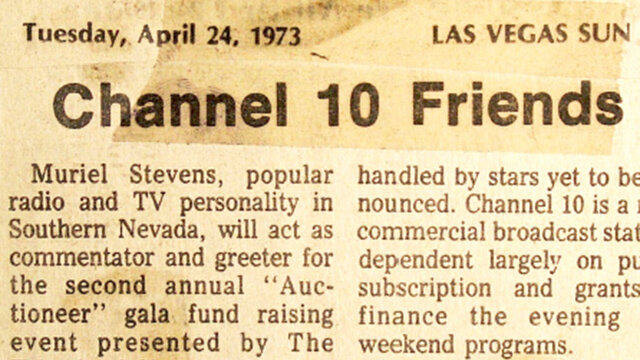 Tuesday, April 24, 1973 LAS VEGAS SUN
Channel 10 Friends
Muriel Stevens, popular
radio and TV personality in
Southern Nevada, will act as
commentator and greeter for
the second annual "Auc-
tioneer" gala fund raising
event presented by The
handled by stars yet to be
nounced. Channel 10 is a
commercial broadcast
dependent largely on
subscription and grants
finance the evening
weekend programs.